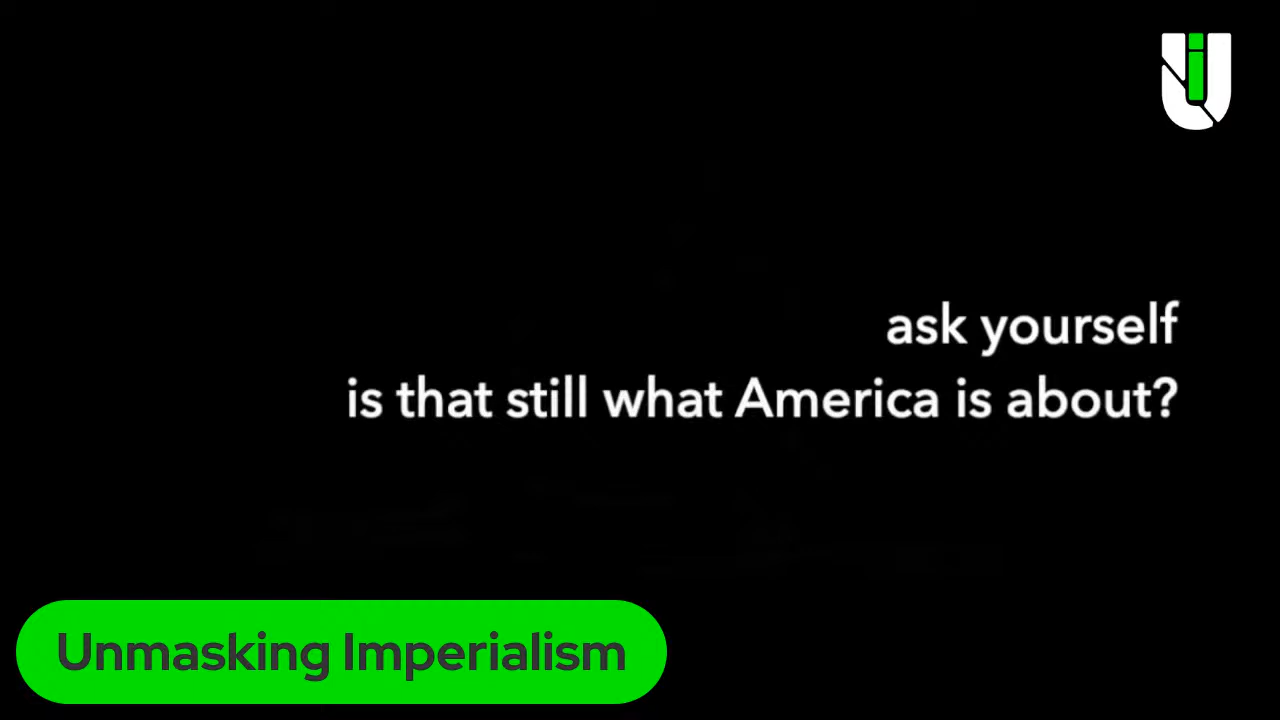 ask yourself
is that still what America is about?
Unmasking Imperialism